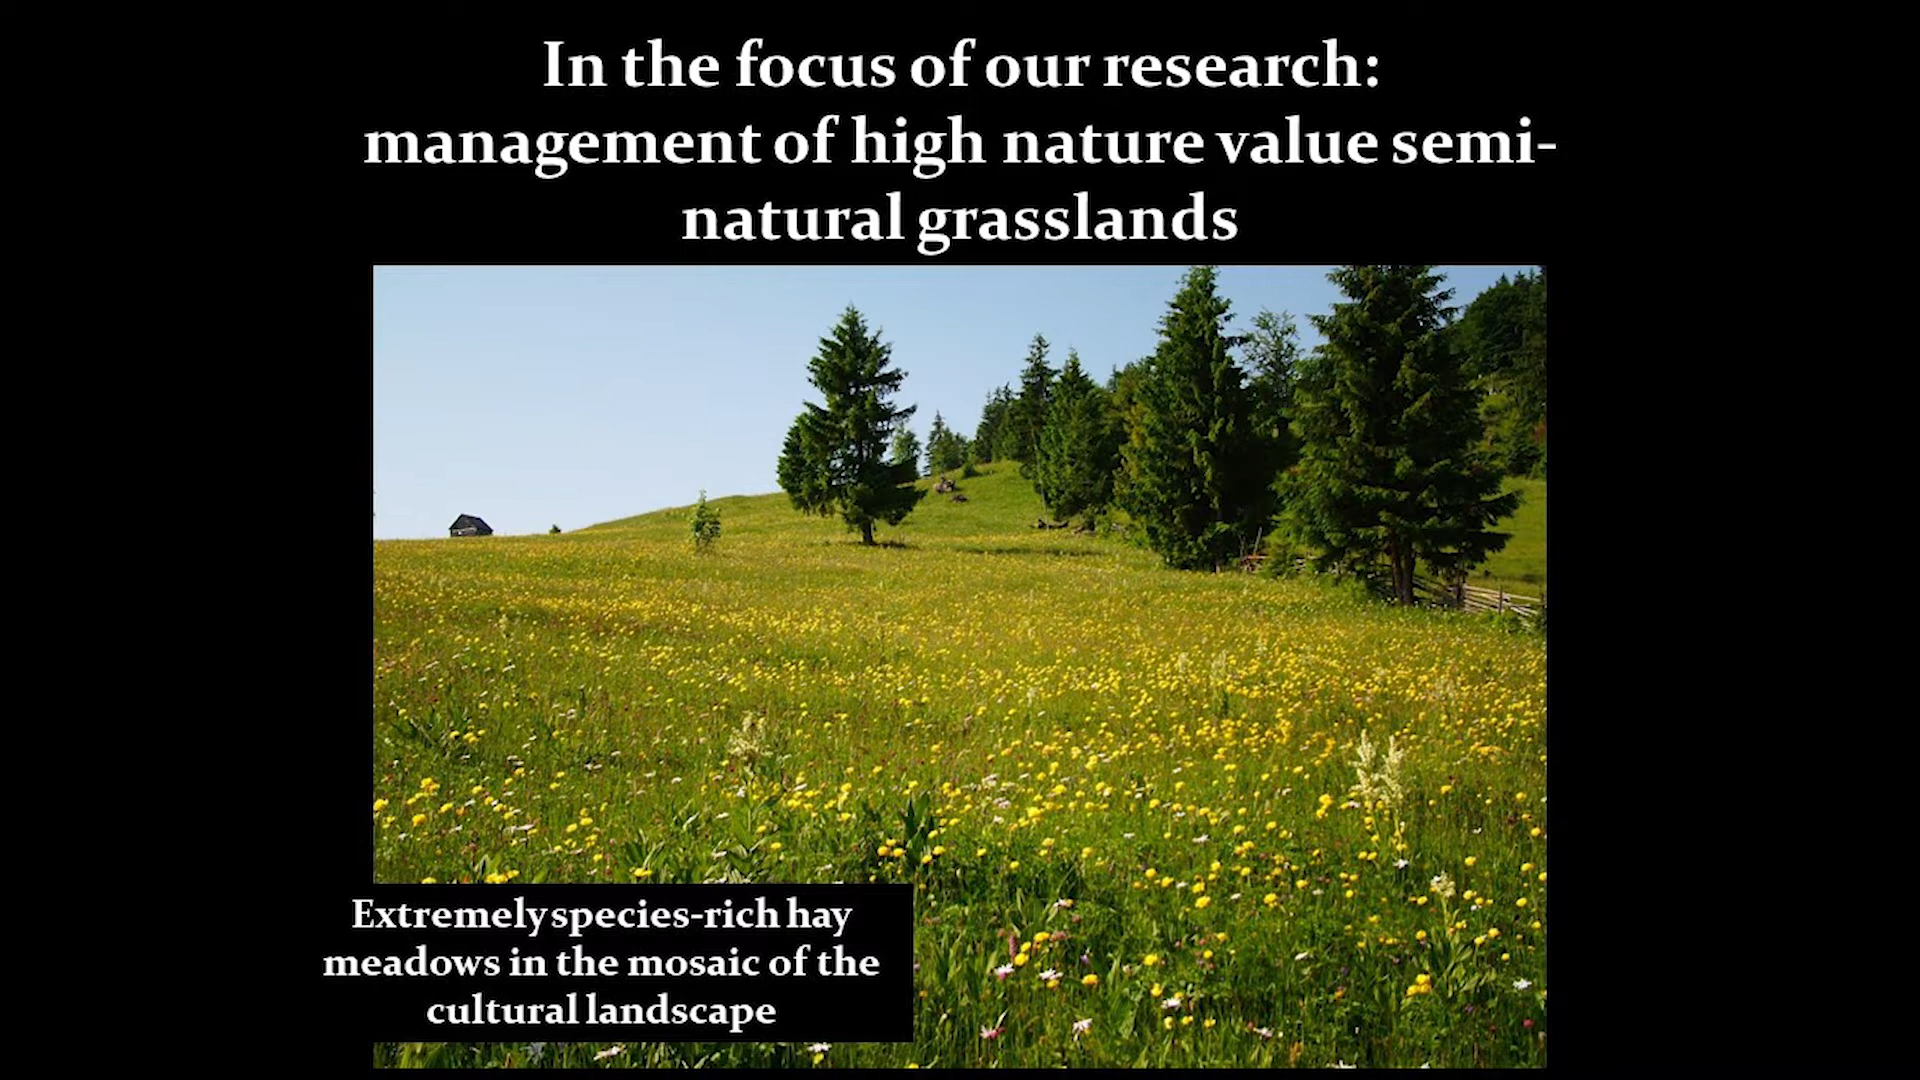 In the focus of our research:
management of high nature value semi-
natural grasslands
Extremely species-rich hay
meadows in the mosaic of the
cultural landscape